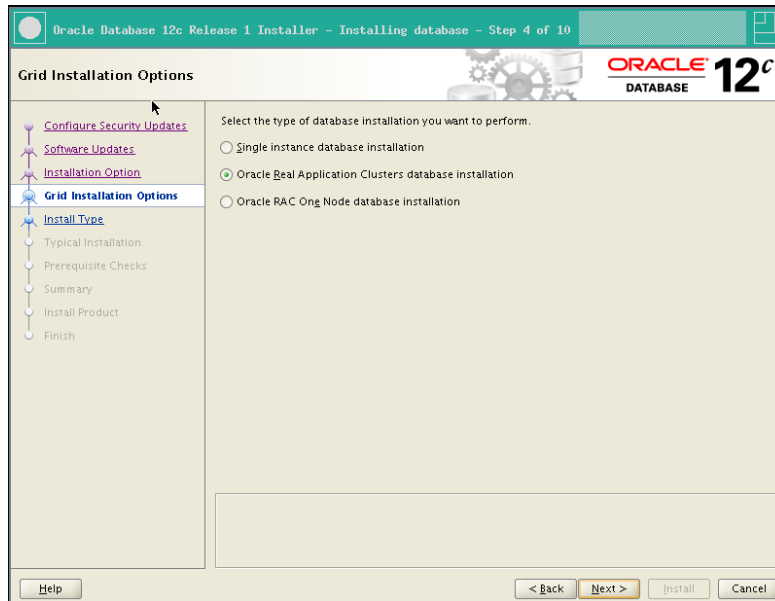 Oracle Database 12c Release 1 Installer - Installing database - Step 4 of 10
Grid Installation Options
ORACLE
DATABASE
12c
Configure Security Updates
Software Updates
Installation Option
Grid Installation Options
Install Type
Typical Installation
Prerequisite Checks
Summary
Install Product
Finish
Select the type of database installation you want to perform.
Single instance database installation
Oracle Real Application Clusters database installation
Oracle RAC One Node database installation
Help
< Back
Next >
Install
Cancel